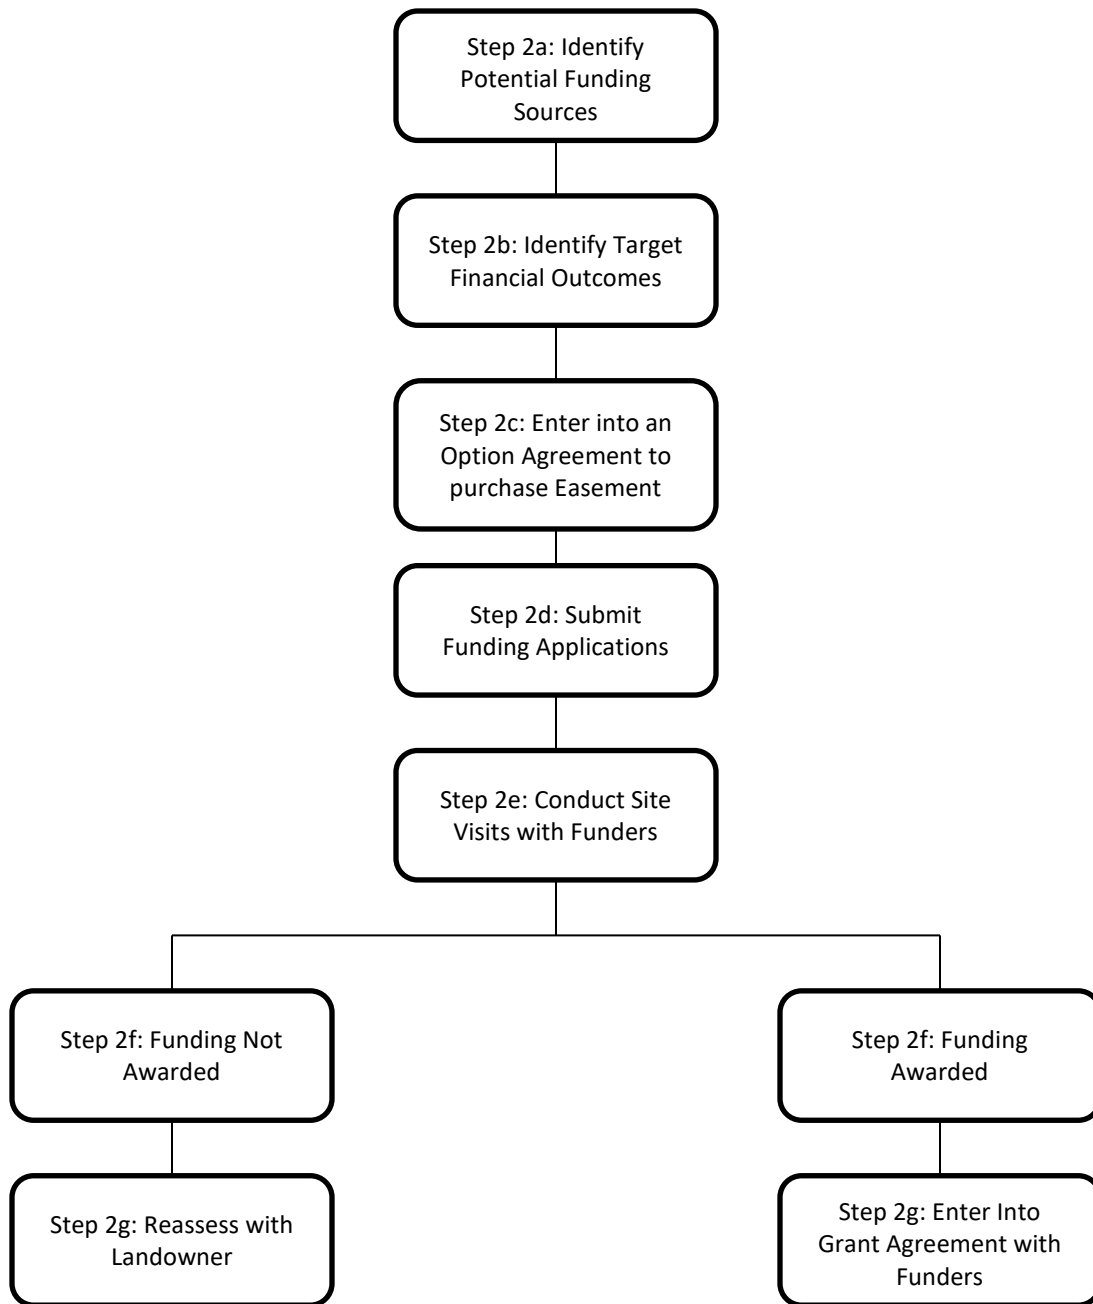 Step 2a: Identify
Potential Funding
Sources
Step 2b: Identify Target
Financial Outcomes
Step 2c: Enter into an
Option Agreement to
purchase Easement
Step 2d: Submit
Funding Applications
Step 2e: Conduct Site
Visits with Funders
Step 2f: Funding Not
Awarded
Step 2f: Funding
Awarded
Step 2g: Reassess with
Landowner
Step 2g: Enter Into
Grant Agreement with
Funders